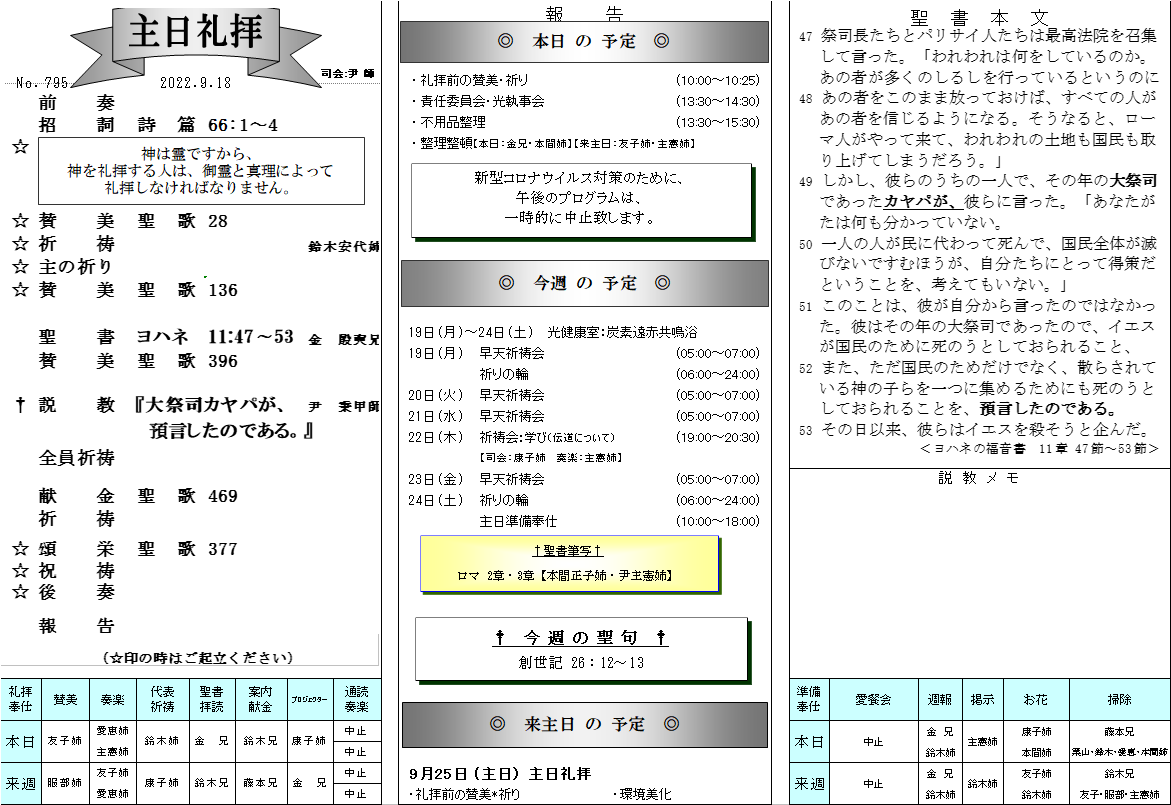 主日礼拝
No. 795
2022.9.18
司会:尹 師
前 奏
招 詞 詩 篇 66:1～4
☆
神は霊ですから、
神を礼拝する人は、御霊と真理によって
礼拝しなければなりません。
☆ 賛 美 聖 歌 28
☆ 祈 祷 鈴木安代姉
☆ 主の祈り
☆ 賛 美 聖 歌 136
聖 書 ヨハネ 11:47～53 金 殷奭兄
賛 美 聖 歌 396
† 説 教 『大祭司カヤパが、 尹 秉甲師
預言したのである。』
全員祈祷
献 金 聖 歌 469
祈 祷
☆ 頌 栄 聖 歌 377
☆ 祝 祷
☆ 後 奏
報 告
(☆印の時はご起立ください)
礼拝奉仕 賛美 奏楽 代表祈祷 聖書拝読 案内献金 プロジェクター 通読奏楽
本日 友子姉 愛恵姉 主憲姉 鈴木姉 金 兄 鈴木兄 康子姉 中止 中止
来週 服部姉 友子姉 愛恵姉 康子姉 鈴木兄 藤本兄 金 兄 中止 中止
報 告
◎ 本日 の 予定 ◎
・礼拝前の賛美・祈り (10:00～10:25)
・責任委員会・光執事会 (13:30～14:30)
・不用品整理 (13:30～15:30)
・整理整頓【本日:金兄・本間姉】【来主日:友子姉・主憲姉】
新型コロナウイルス対策のために、
午後のプログラムは、
一時的に中止致します。
◎ 今週 の 予定 ◎
19日(月)～24日(土) 光健康室:炭素遠赤共鳴浴
19日(月) 早天祈祷会 (05:00～07:00)
祈りの輪 (06:00～24:00)
20日(火) 早天祈祷会 (05:00～07:00)
21日(水) 早天祈祷会 (05:00～07:00)
22日(木) 祈祷会:学び(伝道について) (19:00～20:30)
【司会:康子姉 奏楽:主憲姉】
23日(金) 早天祈祷会 (05:00～07:00)
24日(土) 祈りの輪 (06:00～24:00)
主日準備奉仕 (10:00～18:00)
†聖書筆写†
ロマ 2章・3章【本間正子姉・尹主憲姉】
† 今週の聖句 †
創世記 26:12～13
◎ 来主日 の 予定 ◎
9月25日(主日) 主日礼拝
・礼拝前の賛美*祈り ・環境美化
聖 書 本 文
47 祭司長たちとパリサイ人たちは最高法院を召集
して言った。「われわれは何をしているのか。
あの者が多くのしるしを行っているというのに
48 あの者をこのまま放っておけば、すべての人が
あの者を信じるようになる。そうなると、ロー
マ人がやって来て、われわれの土地も国民も取
り上げてしまうだろう。」
49 しかし、彼らのうちの一人で、その年の大祭司
であったカヤパが、彼らに言った。「あなたが
たは何も分かっていない。
50 一人の人が民に代わって死んで、国民全体が滅
びないですむほうが、自分たちにとって得策だ
ということを、考えてもいない。」
51 このことは、彼が自分から言ったのではなかっ
た。彼はその年の大祭司であったので、イエス
が国民のために死のうとしておられること、
52 また、ただ国民のためだけでなく、散らされて
いる神の子らを一つに集めるためにも死のうと
しておられることを、預言したのである。
53 その日以来、彼らはイエスを殺そうと企んだ。
＜ヨハネの福音書 11章 47節～53節＞
説 教 メ モ
準備奉仕 愛餐会 週報 掲示 お花 掃除
本日 中止 金 兄 鈴木姉 主憲姉 康子姉 本間姉 藤本兄 栗山・鈴木・愛恵・本間姉
来週 中止 金 兄 鈴木姉 鈴木姉 友子姉 鈴木姉 鈴木兄 友子・服部・主憲姉